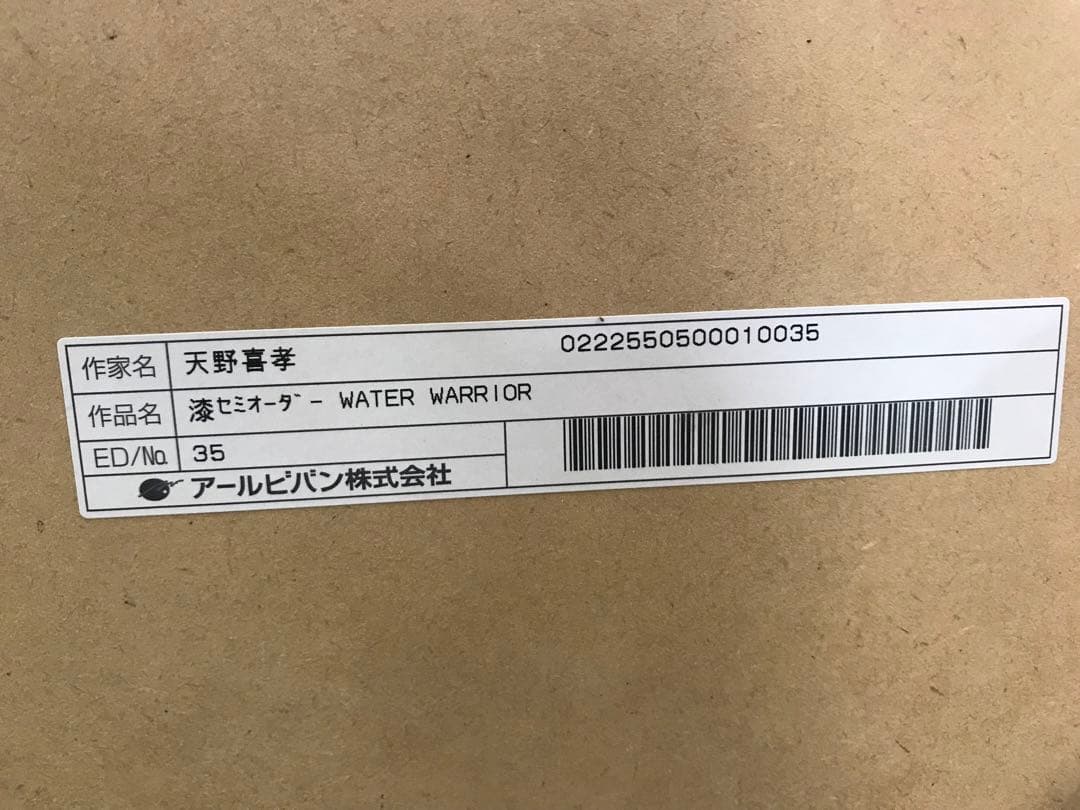 作家名 天野喜孝 0222550500010035
作品名 漆ｾﾐｵｰﾀﾞｰ WATER WARRIOR
ED/№ 35
アールビバン株式会社